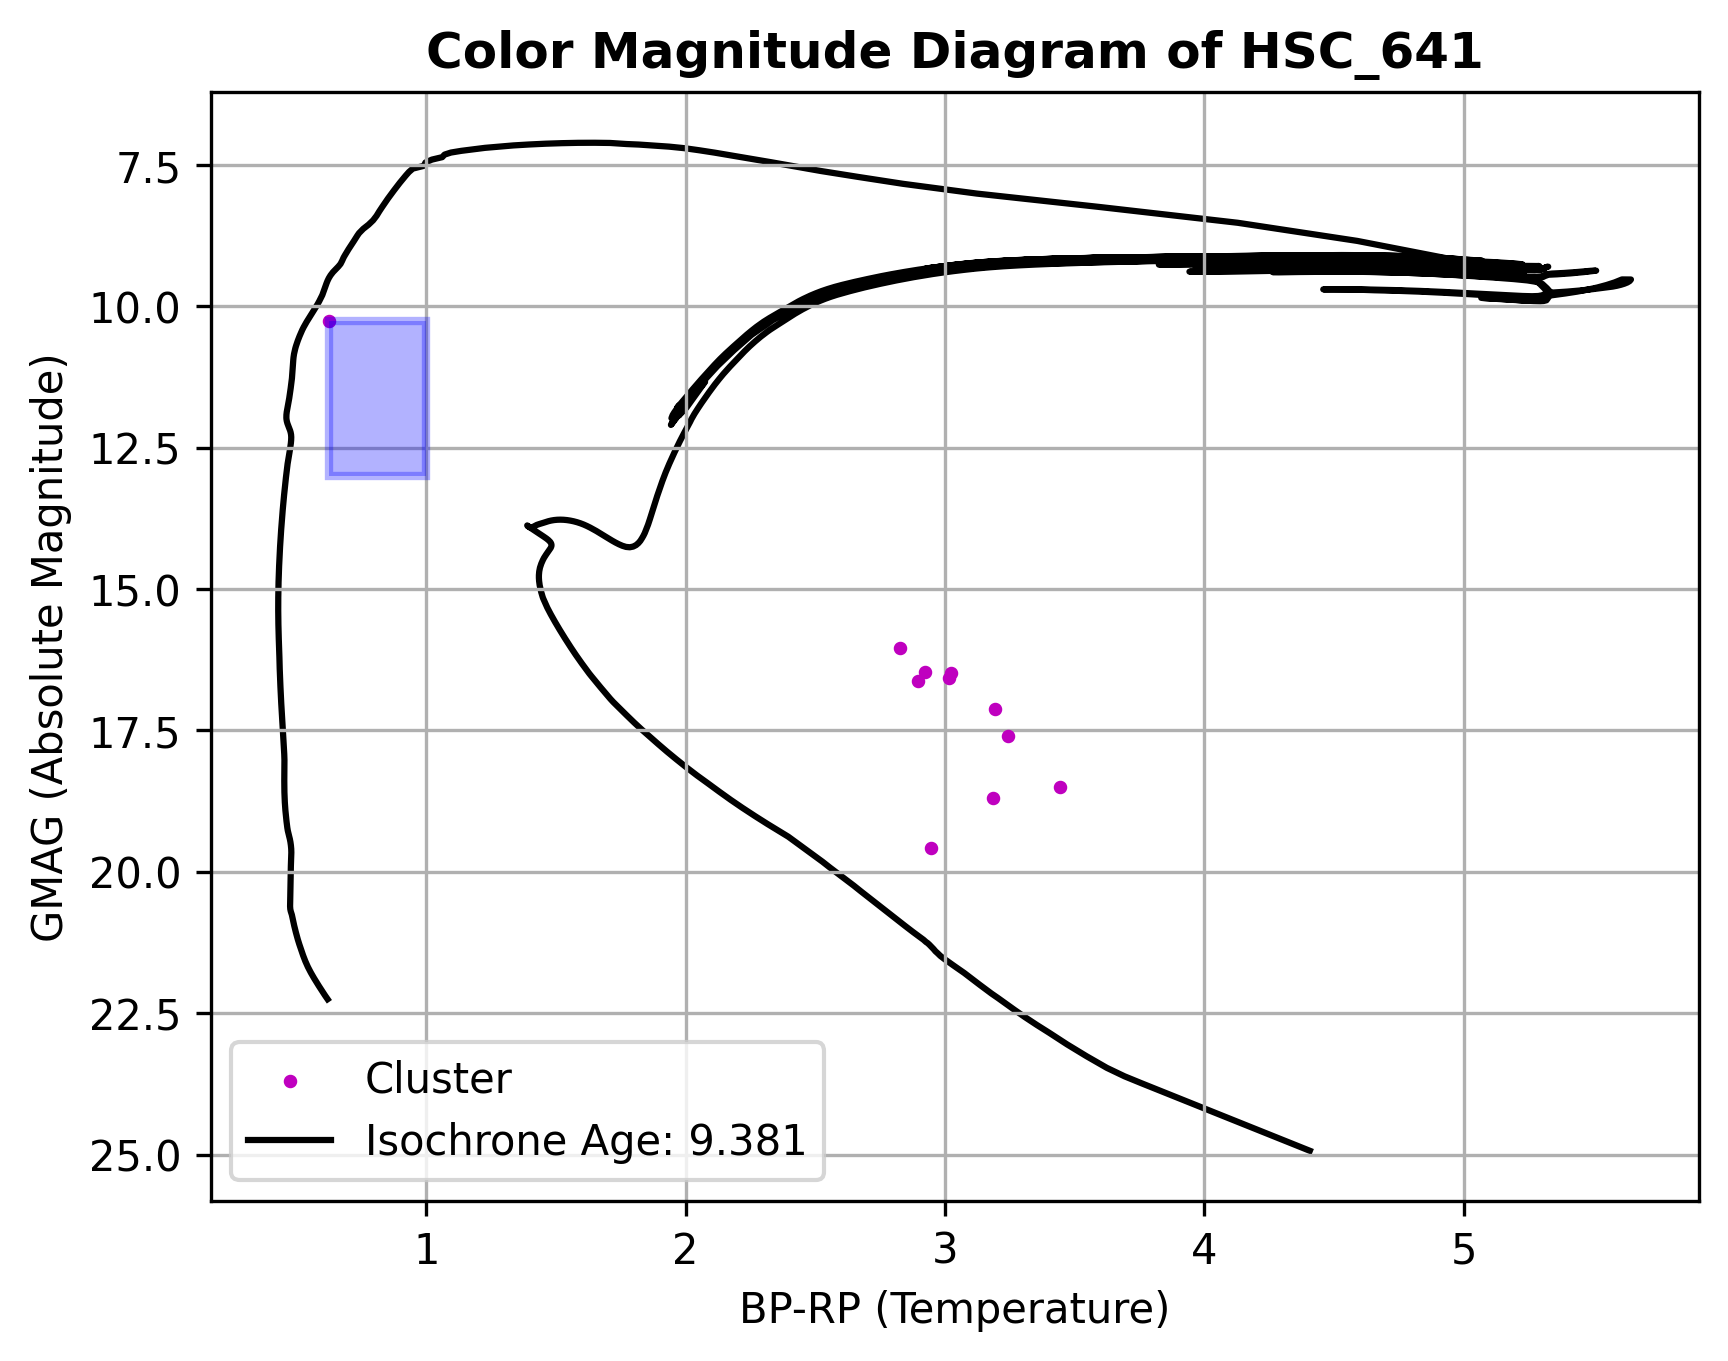 Color Magnitude Diagram of HSC_641
GMAG (Absolute Magnitude)
7.5
10.0
12.5
15.0
17.5
20.0
22.5
25.0
Cluster
Isochrone Age: 9.381
1 2 3 4 5
BP-RP (Temperature)